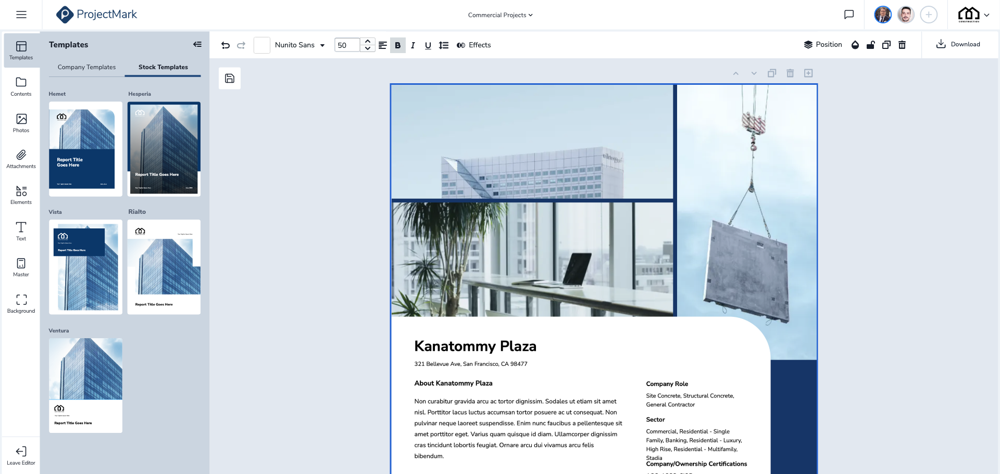 ProjectMark
Commercial Projects
CONSTRUCTION
Templates
Contents
Photos
Attachments
Elements
Text
Master
Background
Leave Editor
Templates
Company Templates
Stock Templates
Hemet
Hesperia
Report Title
Goes Here
Report Title Goes Here
Vista
Rialto
Report Title Goes Here
Report Title Goes Here
Ventura
Report Title Goes Here
Nunito Sans
50
B
I
U
Effects
Position
Download
Kanatommy Plaza
321 Bellevue Ave, San Francisco, CA 98477
About Kanatommy Plaza
Non curabitur gravida arcu ac tortor dignissim. Sodales ut etiam sit amet
nisl. Porttitor lacus luctus accumsan tortor posuere ac ut consequat. Non
pulvinar neque laoreet suspendisse. Enim nunc faucibus a pellentesque sit
amet porttitor eget. Varius quam quisque id diam. Ullamcorper dignissim
cras tincidunt lobortis feugiat. Ornare arcu dui vivamus arcu felis
bibendum.
Company Role
Site Concrete, Structural Concrete,
General Contractor
Sector
Commercial, Residential - Single
Family, Banking, Residential - Luxury,
High Rise, Residential - Multifamily,
Stadia
Company/Ownership Certifications